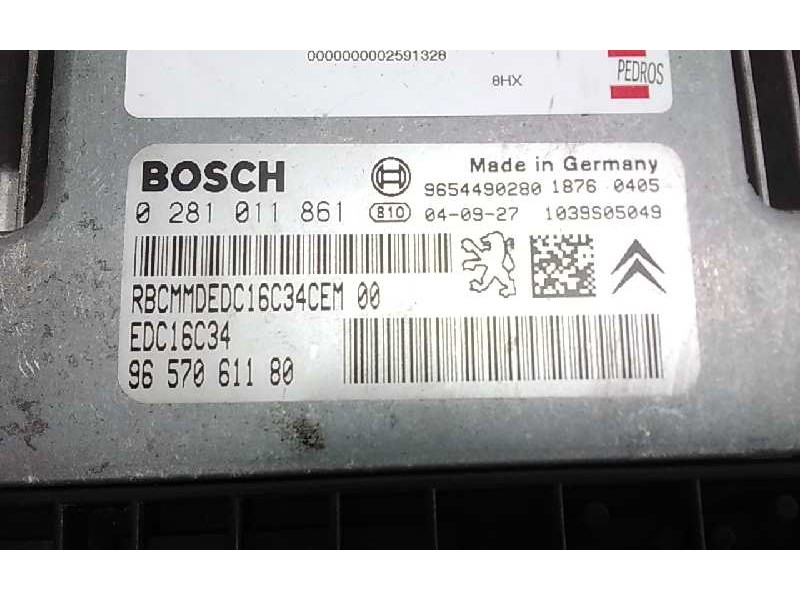 0000000002591328
8HX
PEDROS
BOSCH
Made in Germany
9654490280 1876 0405
0 281 011 861 810 04-09-27 1039S05049
RBCMMDEDC16C34CEM 00
EDC16C34
96 570 611 80